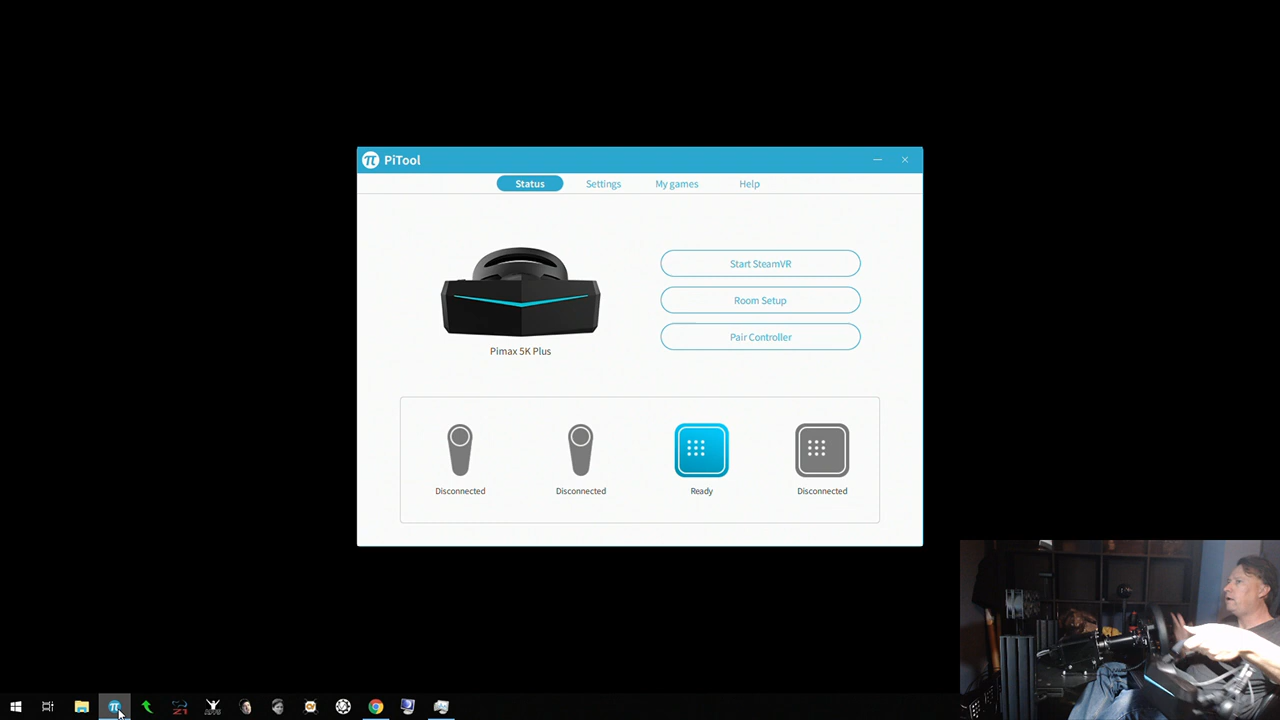 π PiTool
Status Settings My games Help
Start SteamVR
Room Setup
Pair Controller
Pimax 5K Plus
Disconnected Disconnected Ready Disconnected
π Z1